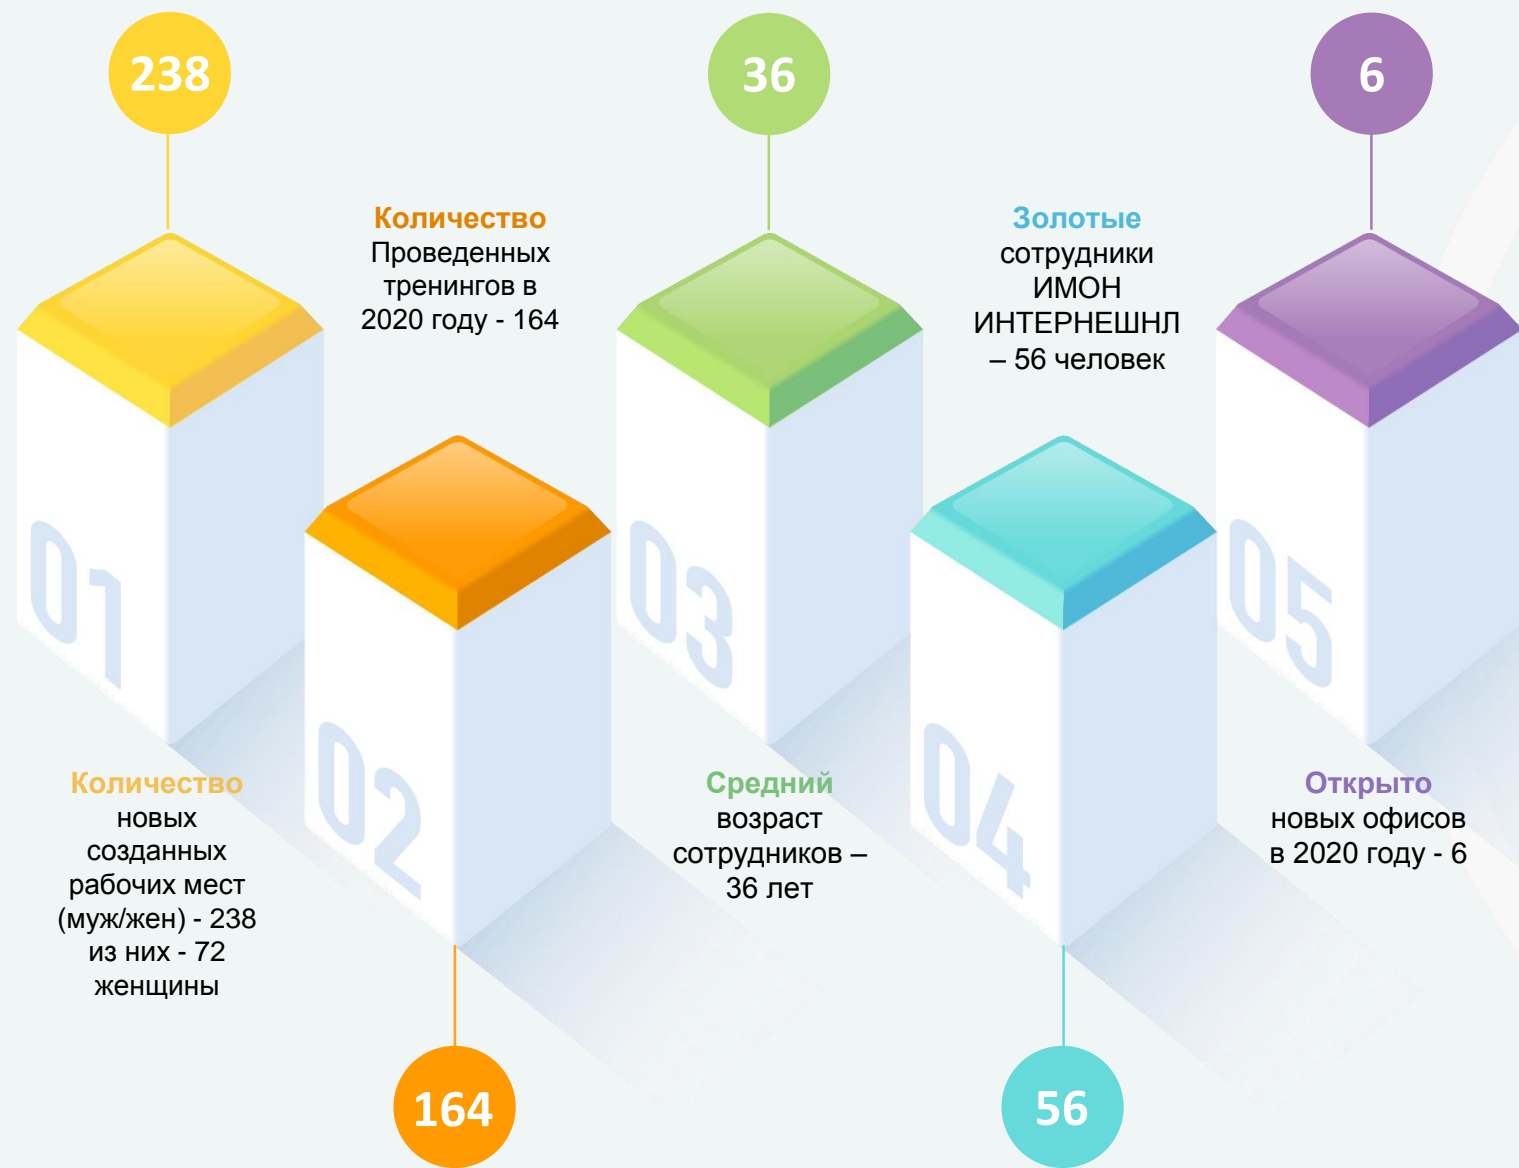 238
36
6
Количество
Проведенных
тренингов в
2020 году - 164
Золотые
сотрудники
ИМОН
ИНТЕРНЕШНЛ
– 56 человек
01
02
03
04
05
Количество
новых
созданных
рабочих мест
(муж/жен) - 238
из них - 72
женщины
Средний
возраст
сотрудников –
36 лет
Открыто
новых офисов
в 2020 году - 6
164
56